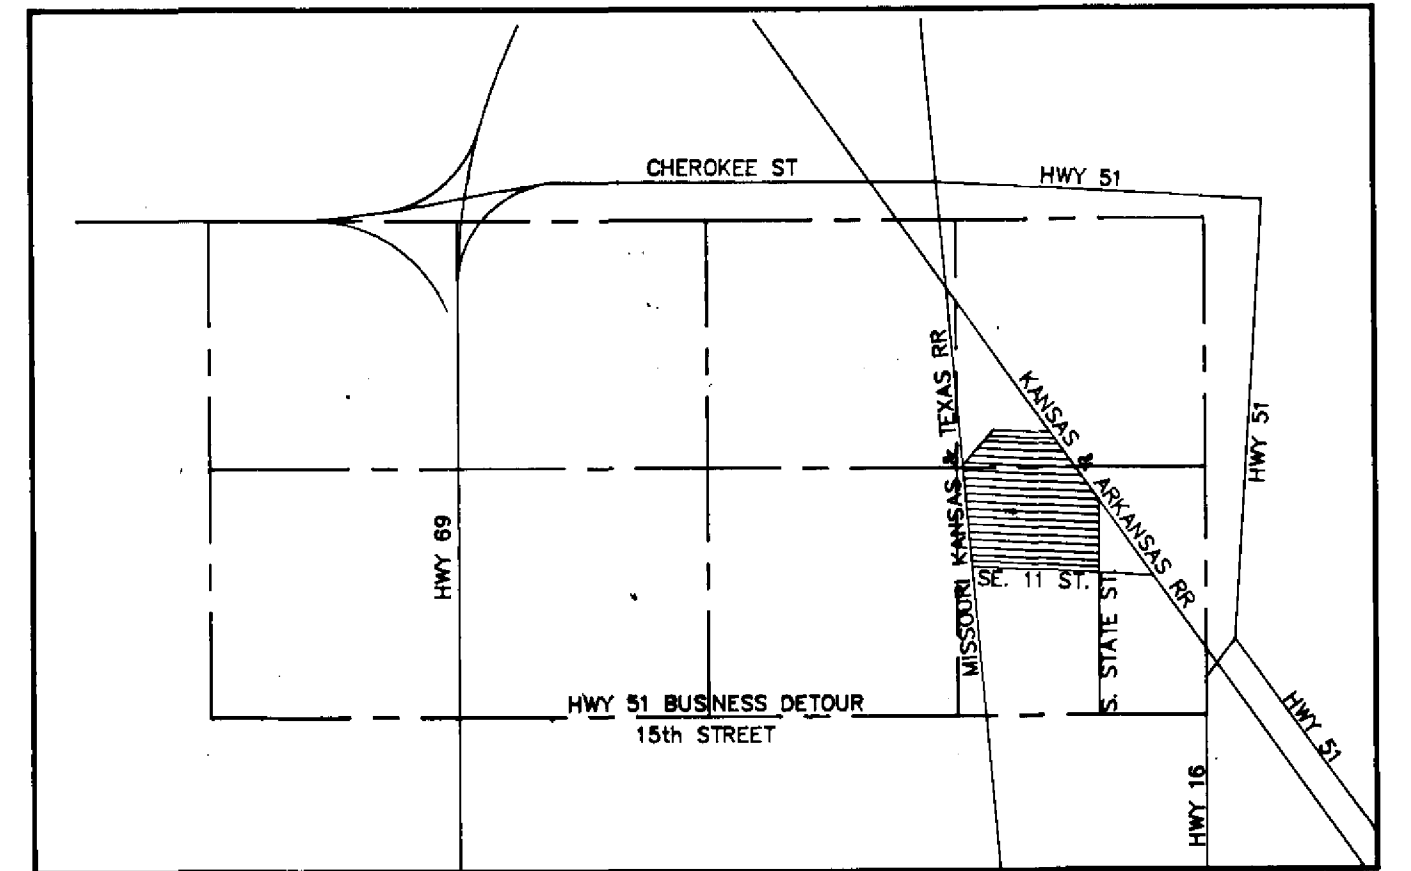 CHEROKEE ST
HWY 51
MISSOURI KANSAS & TEXAS RR
KANSAS & ARKANSAS RR
HWY 51
HWY 69
SE. 11 ST.
S. STATE ST
HWY 51 BUSINESS DETOUR
15th STREET
HWY 51
HWY 16